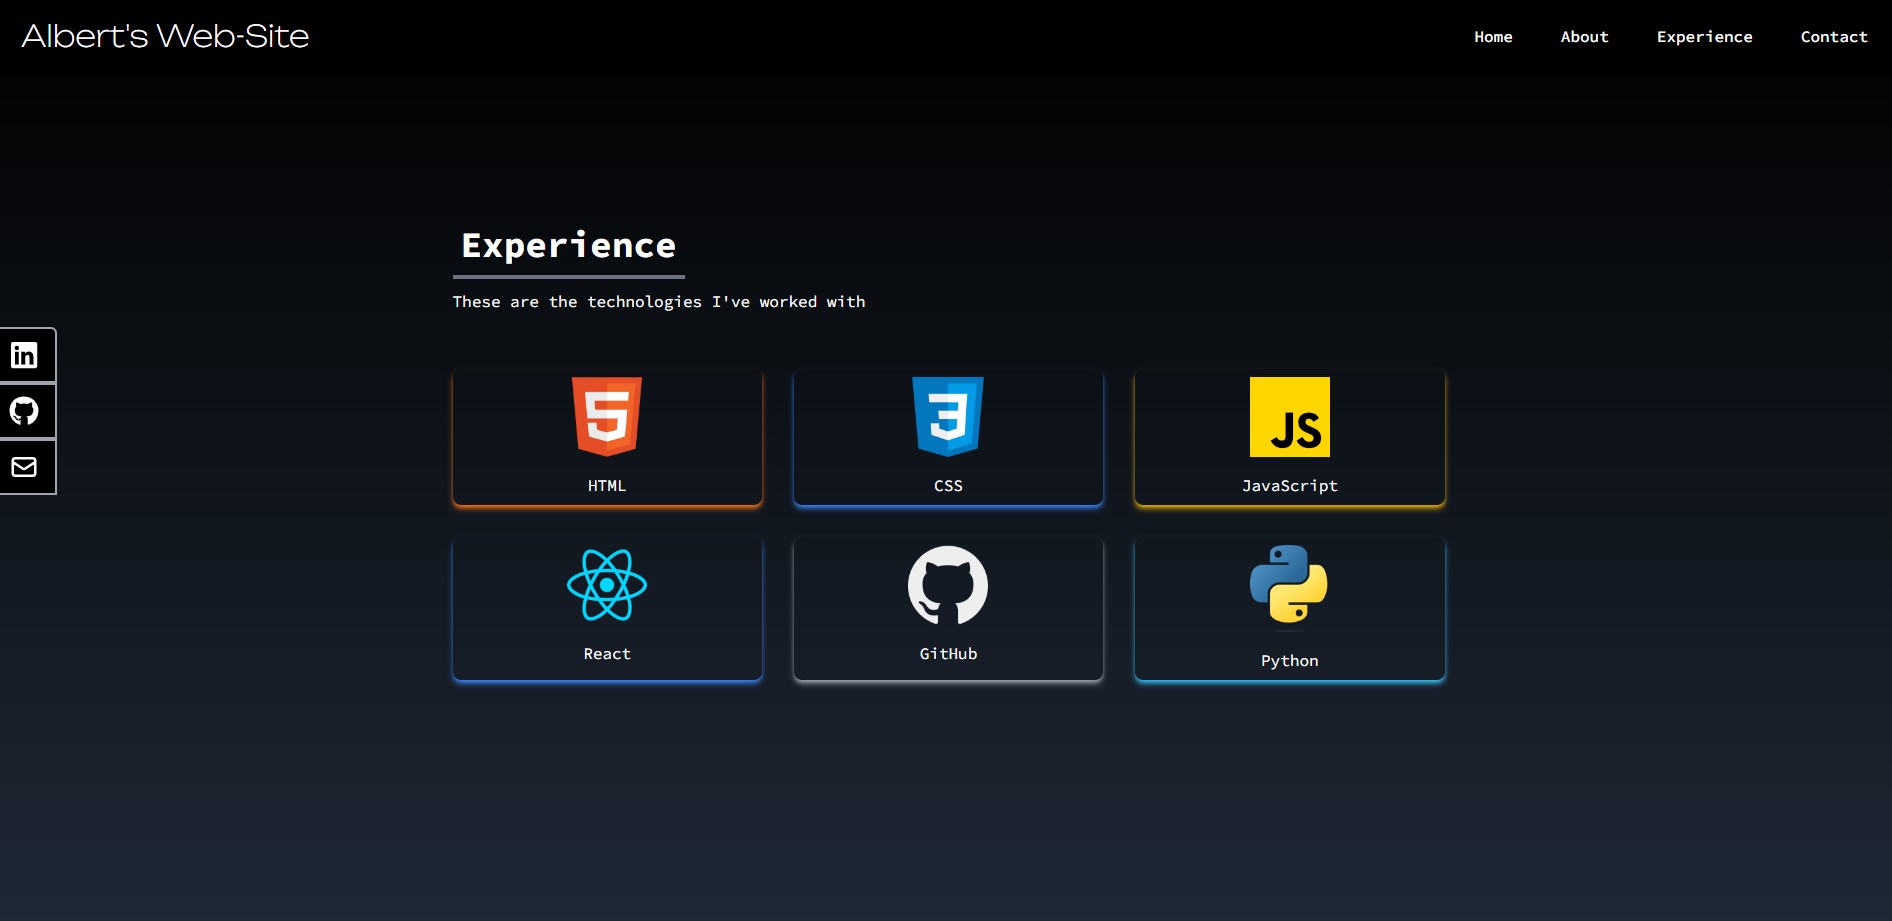 Albert's Web-Site
Home About Experience Contact
Experience
These are the technologies I've worked with
in
5
3
JS
HTML
CSS
JavaScript
React
GitHub
Python